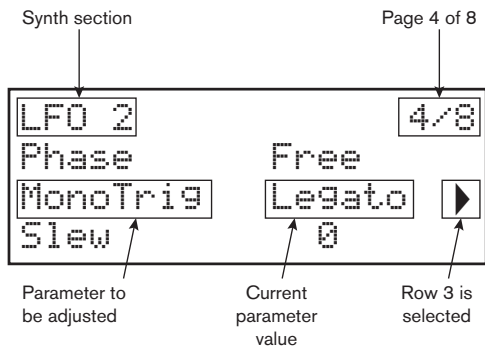 Synth section
Page 4 of 8
LFO 2 4/8
Phase Free
MonoTrig Legato
Slew 0
Parameter to
be adjusted
Current
parameter
value
Row 3 is
selected